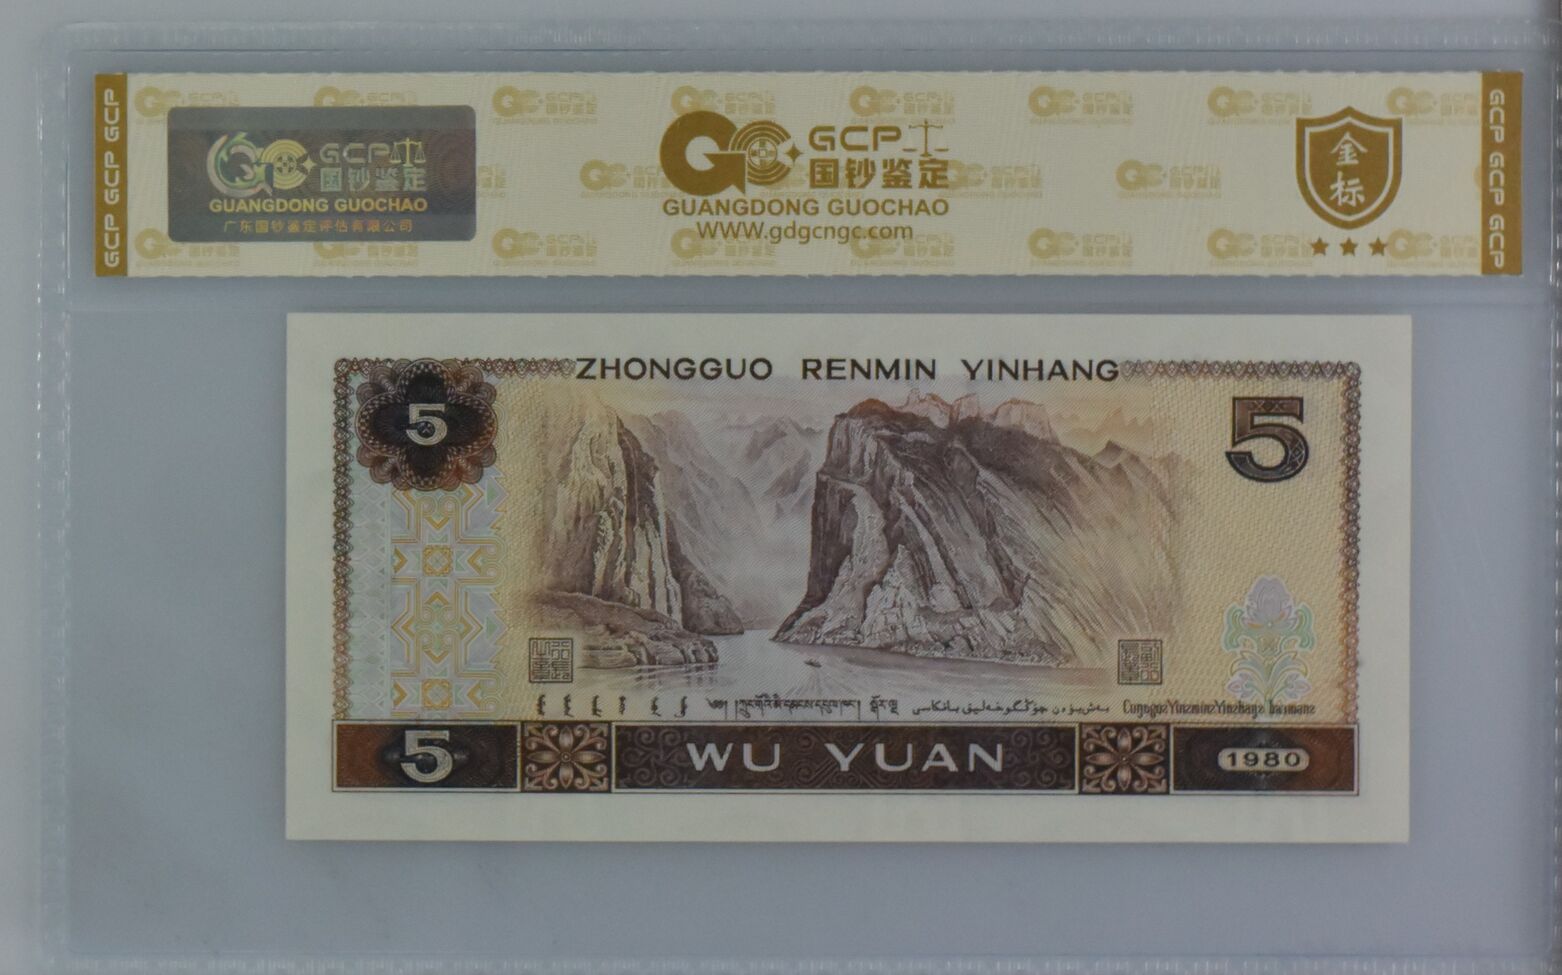 GCP GCP GCP
GCP
国钞鉴定
GUANGDONG GUOCHAO
广东国钞鉴定评估有限公司
GCP
国钞鉴定
GUANGDONG GUOCHAO
WWW.gdgcngc.com
金
标
GCP GCP GCP
ZHONGGUO RENMIN YINHANG
5
5
5
WU YUAN
1980